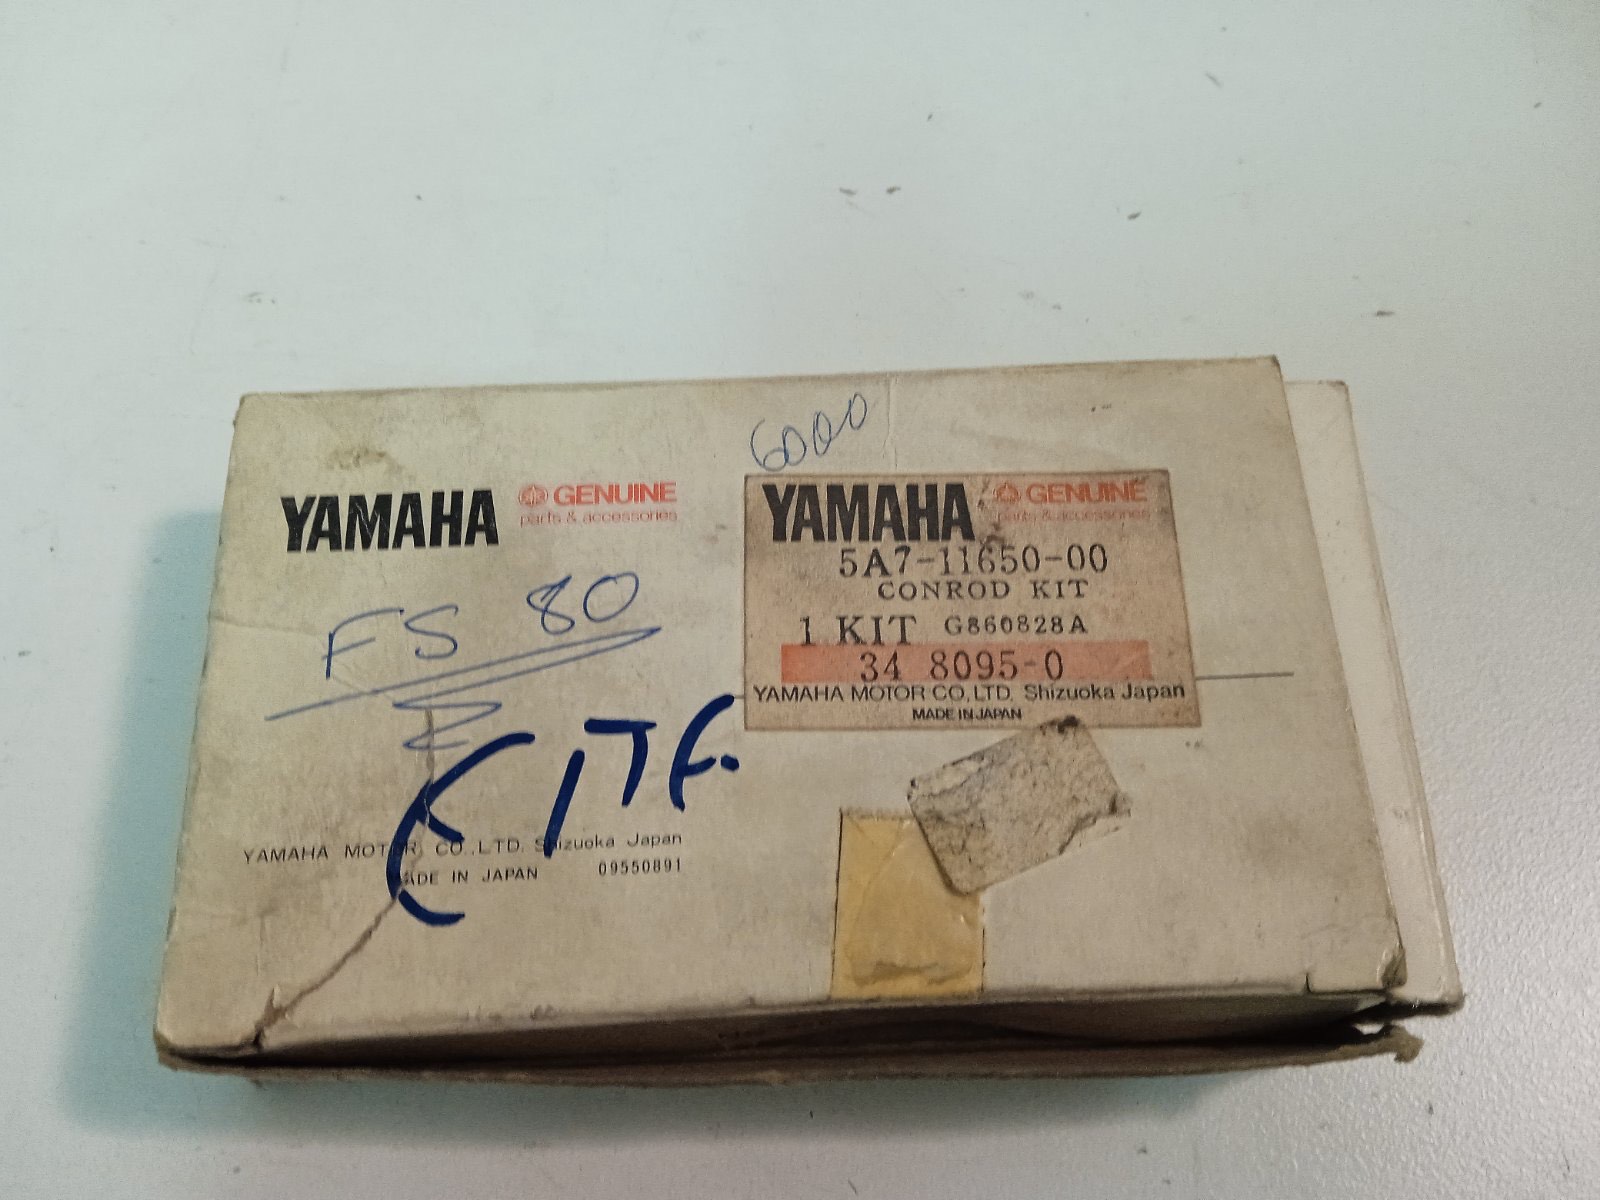 6000
YAMAHA GENUINE
parts & accessories
FS 80
YAMAHA MOTOR CO.,LTD. Shizuoka Japan
MADE IN JAPAN 09550891
YAMAHA GENUINE
parts & accessories
5A7-11650-00
CONROD KIT
1 KIT G860828A
34 8095-0
YAMAHA MOTOR CO.,LTD. Shizuoka Japan
MADE IN JAPAN